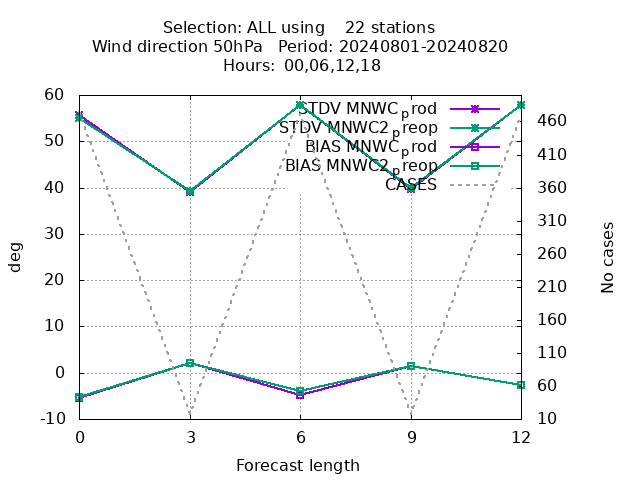 Selection: ALL using 22 stations
Wind direction 50hPa Period: 20240801-20240820
Hours: 00,06,12,18
STDV MNWC_prod
STDV MNWC2_preop
BIAS MNWC_prod
BIAS MNWC2_preop
CASES
60
50
40
30
20
10
0
-10
deg
460
410
360
310
260
210
160
110
60
10
No cases
0 3 6 9 12
Forecast length